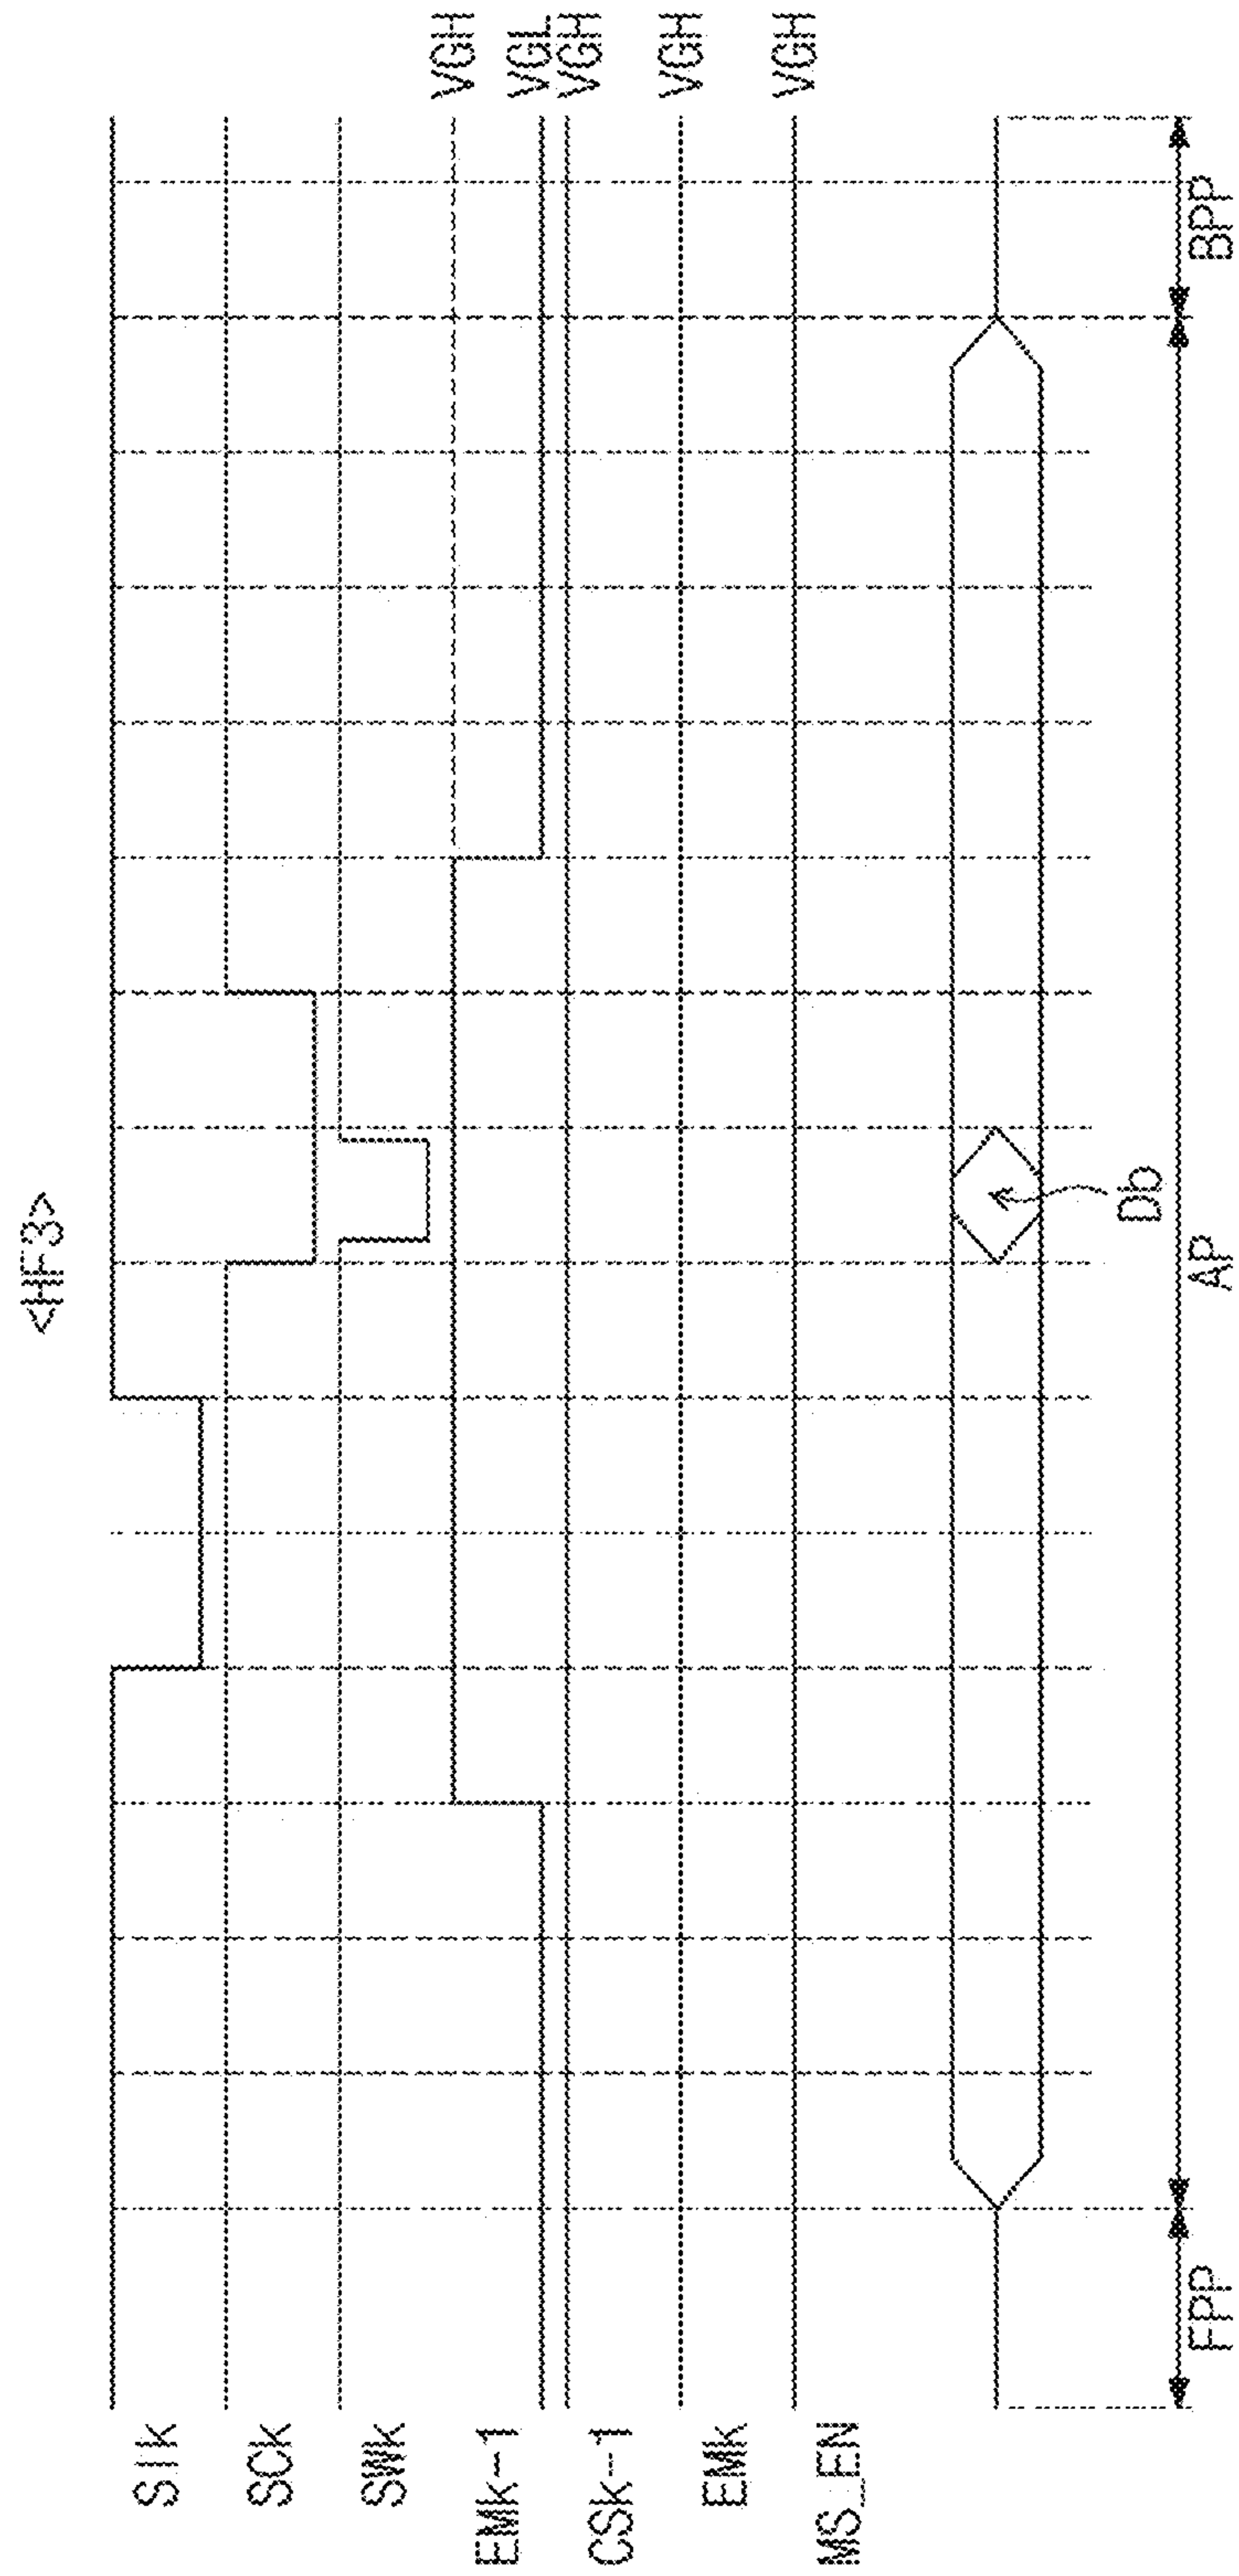 <HF3>
SIk
SCk
SWk
EMk-1
VGH
VGL
CSk-1
VGH
EMk
VGH
MS_EN
VGH
Db
FPP
AP
BPP